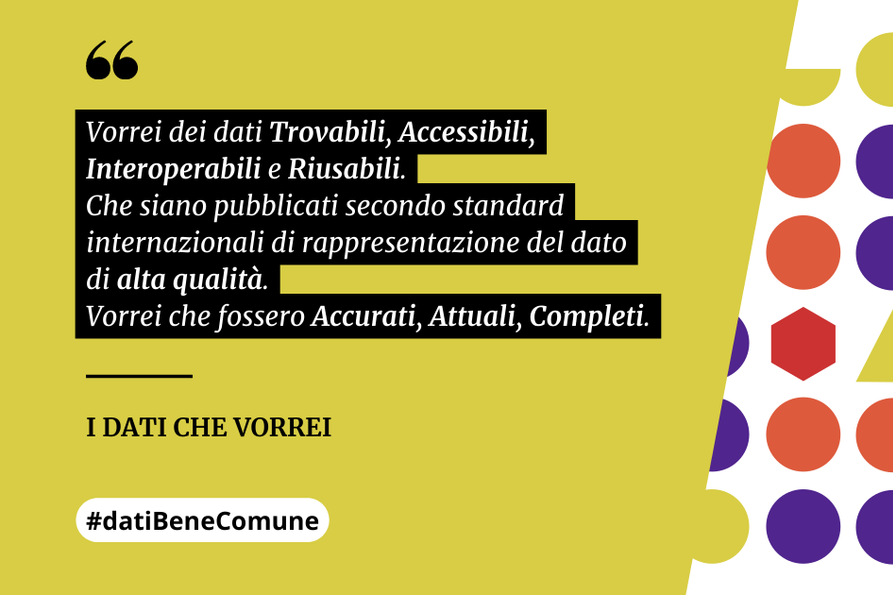 Vorrei dei dati Trovabili, Accessibili,
Interoperabili e Riusabili.
Che siano pubblicati secondo standard
internazionali di rappresentazione del dato
di alta qualità.
Vorrei che fossero Accurati, Attuali, Completi.
I DATI CHE VORREI
#datiBeneComune